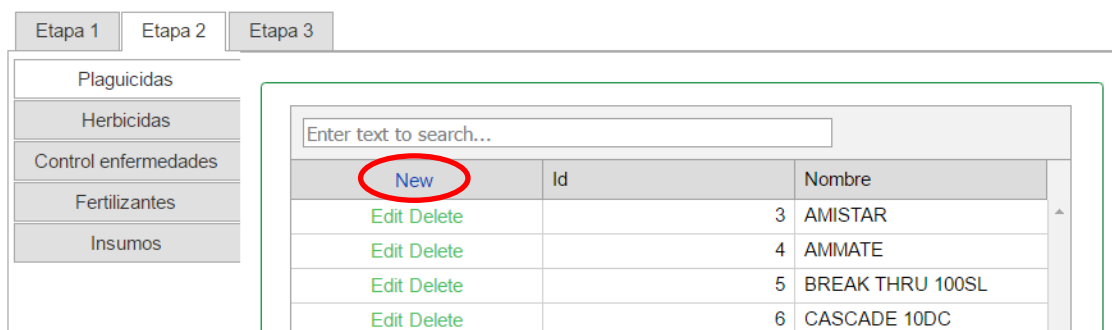 Etapa 1 Etapa 2 Etapa 3
Plaguicidas
Herbicidas
Control enfermedades
Fertilizantes
Insumos
Enter text to search...
New Id Nombre
Edit Delete 3 AMISTAR
Edit Delete 4 AMMATE
Edit Delete 5 BREAK THRU 100SL
Edit Delete 6 CASCADE 10DC